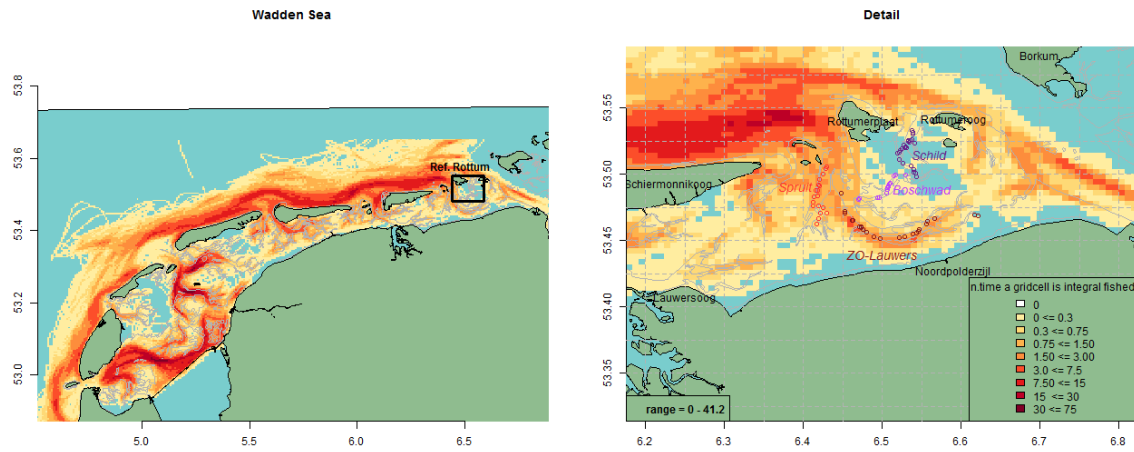 Wadden Sea
53.8
53.6
53.4
53.2
53.0
5.0
5.5
6.0
6.5
Ref. Rottum
Detail
53.55
53.50
53.45
53.40
53.35
6.2
6.3
6.4
6.5
6.6
6.7
6.8
Borkum
Rottumerplaat
Rottumeroog
Schild
Schiermonnikoog
Spruit
Boschwad
ZO-Lauwers
Noordpolderzijl
Lauwersoog
n.time a gridcell is integral fished
0
0 <= 0.3
0.3 <= 0.75
0.75 <= 1.50
1.50 <= 3.00
3.0 <= 7.5
7.50 <= 15
15 <= 30
30 <= 75
range = 0 - 41.2